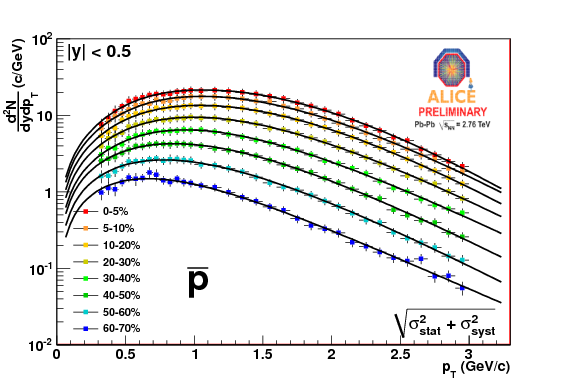 10²
10
1
10⁻¹
10⁻²
d²N/dydp_T (c/GeV)
|y| < 0.5
ALICE
PRELIMINARY
Pb-Pb √s_NN = 2.76 TeV
0-5%
5-10%
10-20%
20-30%
30-40%
40-50%
50-60%
60-70%
p̅
√σ²_stat + σ²_syst
0 0.5 1 1.5 2 2.5 3
p_T (GeV/c)